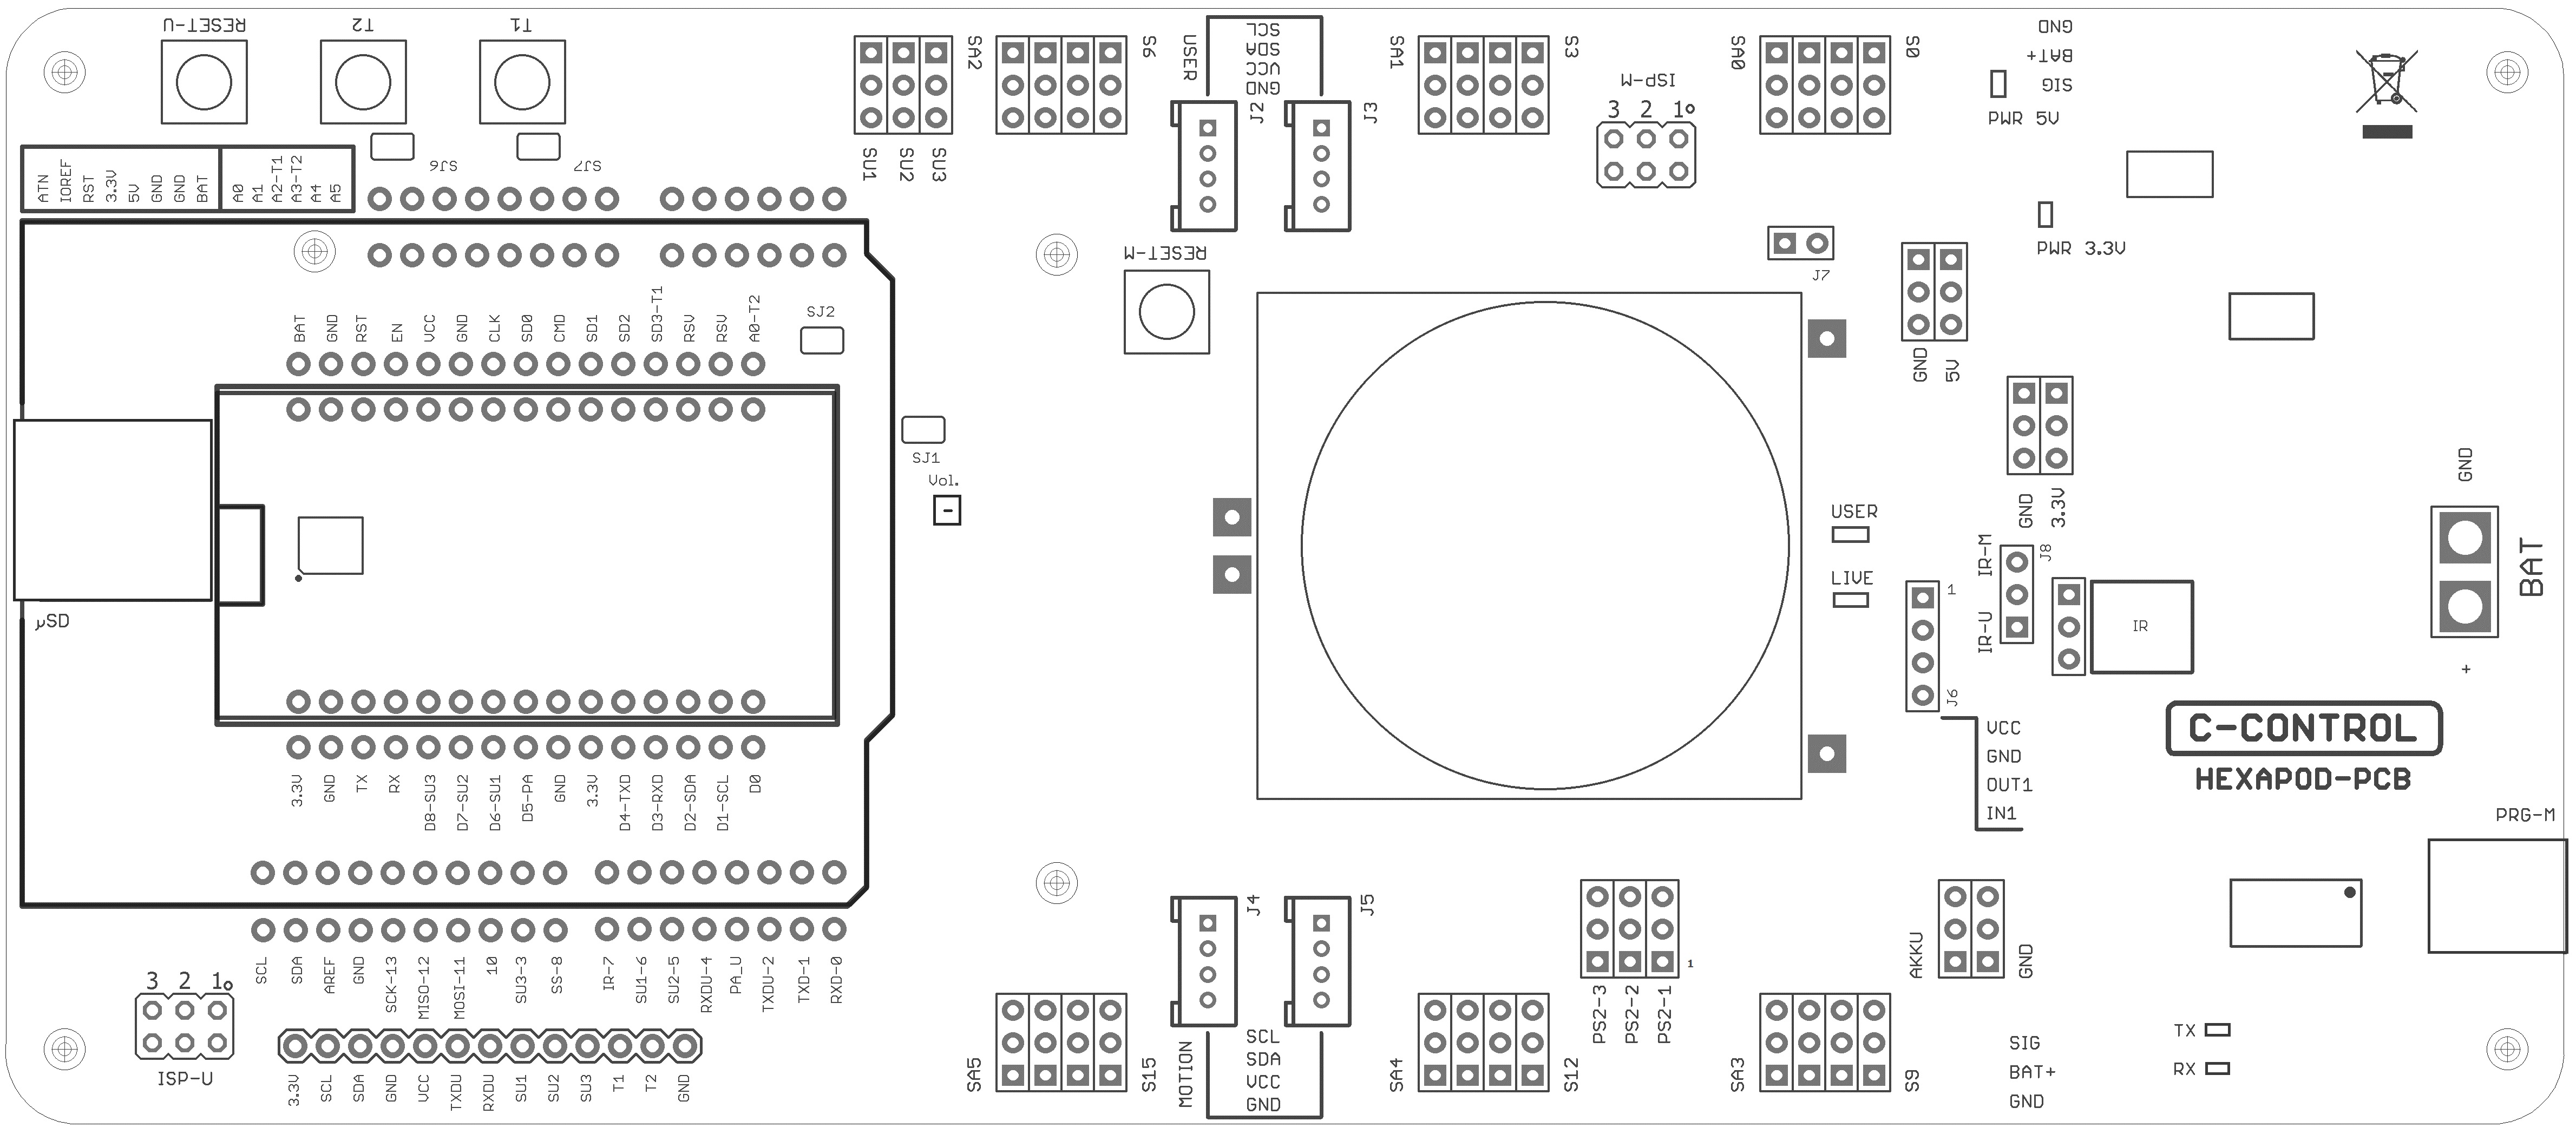 RESET-U
T2
T1
SJ6
SJ7
ATN
IOREF
RST
3.3V
5V
GND
GND
BAT
A0
A1
A2-T1
A3-T2
A4
A5
SU1
SU2
SU3
SA2
S6
USER
SCL
SDA
VCC
GND
J2
J3
SA1
S3
ISP-M
3 2 1
SA0
S0
GND
BAT+
SIG
PWR 5V
PWR 3.3V
RESET-M
J7
GND
5V
GND
3.3V
BAT
GND
RST
EN
VCC
GND
CLK
SD0
CMD
SD1
SD2
SD3-T1
RSV
RSV
A0-T2
SJ2
SJ1
Vol.
-
µSD
USER
LIVE
1
J6
IR-M
IR-U
J8
IR
GND
BAT
+
VCC
GND
OUT1
IN1
C-CONTROL
HEXAPOD-PCB
PRG-M
3.3V
GND
TX
RX
D8-SU3
D7-SU2
D6-SU1
D5-PA
GND
3.3V
D4-TXD
D3-RXD
D2-SDA
D1-SCL
D0
SCL
SDA
AREF
GND
SCK-13
MISO-12
MOSI-11
10
SU3-3
SS-8
IR-7
SU1-6
SU2-5
RXDU-4
PA_U
TXDU-2
TXD-1
RXD-0
3 2 1
ISP-U
3.3V
SCL
SDA
GND
VCC
TXDU
RXDU
SU1
SU2
SU3
T1
T2
GND
J4
J5
SA5
S15
MOTION
SCL
SDA
VCC
GND
SA4
S12
PS2-3
PS2-2
PS2-1
1
SA3
S9
AKKU
GND
SIG
BAT+
GND
TX
RX